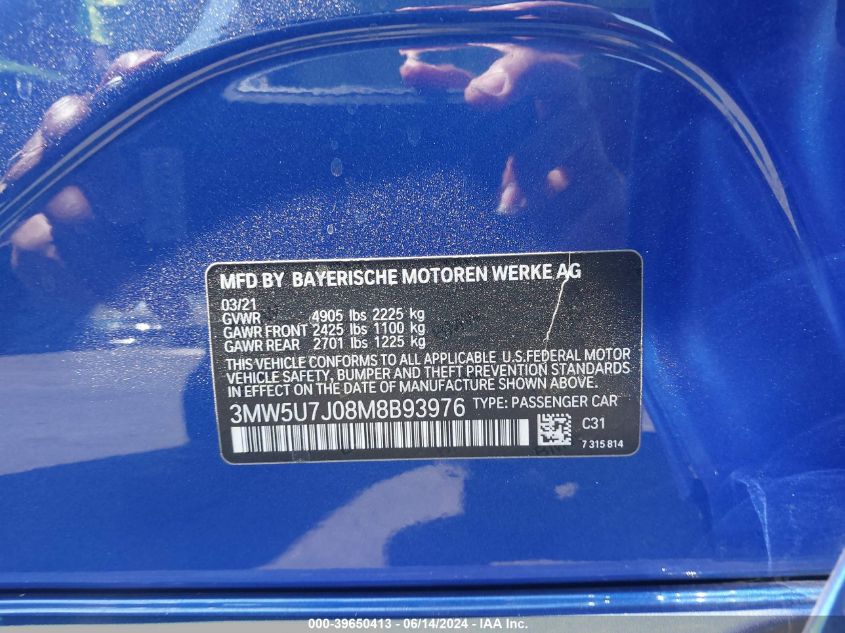 MFD BY BAYERISCHE MOTOREN WERKE AG
03/21
GVWR 4905 lbs 2225 kg
GAWR FRONT 2425 lbs 1100 kg
GAWR REAR 2701 lbs 1225 kg
THIS VEHICLE CONFORMS TO ALL APPLICABLE U.S.FEDERAL MOTOR
VEHICLE SAFETY, BUMPER AND THEFT PREVENTION STANDARDS
IN EFFECT ON THE DATE OF MANUFACTURE SHOWN ABOVE.
3MW5U7J08M8B93976 TYPE: PASSENGER CAR
C31
7 315 814
000-39650413 - 06/14/2024 - IAA Inc.